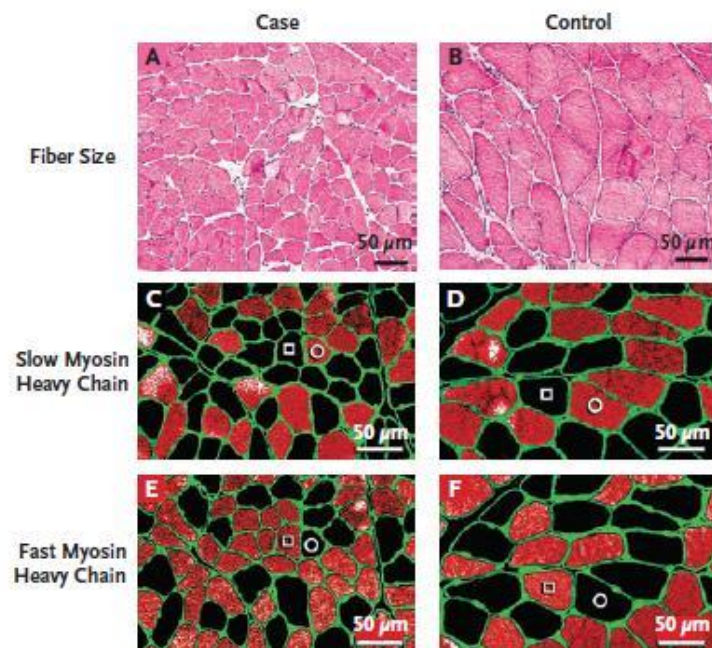 Case Control
A B
Fiber Size
50 μm 50 μm
C D
Slow Myosin
Heavy Chain
50 μm 50 μm
E F
Fast Myosin
Heavy Chain
50 μm 50 μm